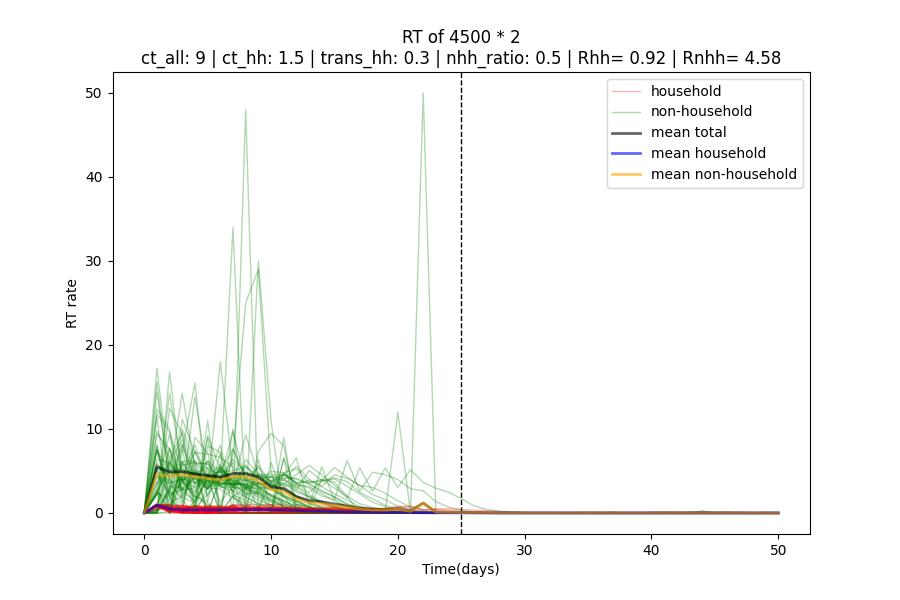 RT of 4500 * 2
ct_all: 9 | ct_hh: 1.5 | trans_hh: 0.3 | nhh_ratio: 0.5 | Rhh= 0.92 | Rnhh= 4.58
household
non-household
mean total
mean household
mean non-household
RT rate
50
40
30
20
10
0
0 10 20 30 40 50
Time(days)